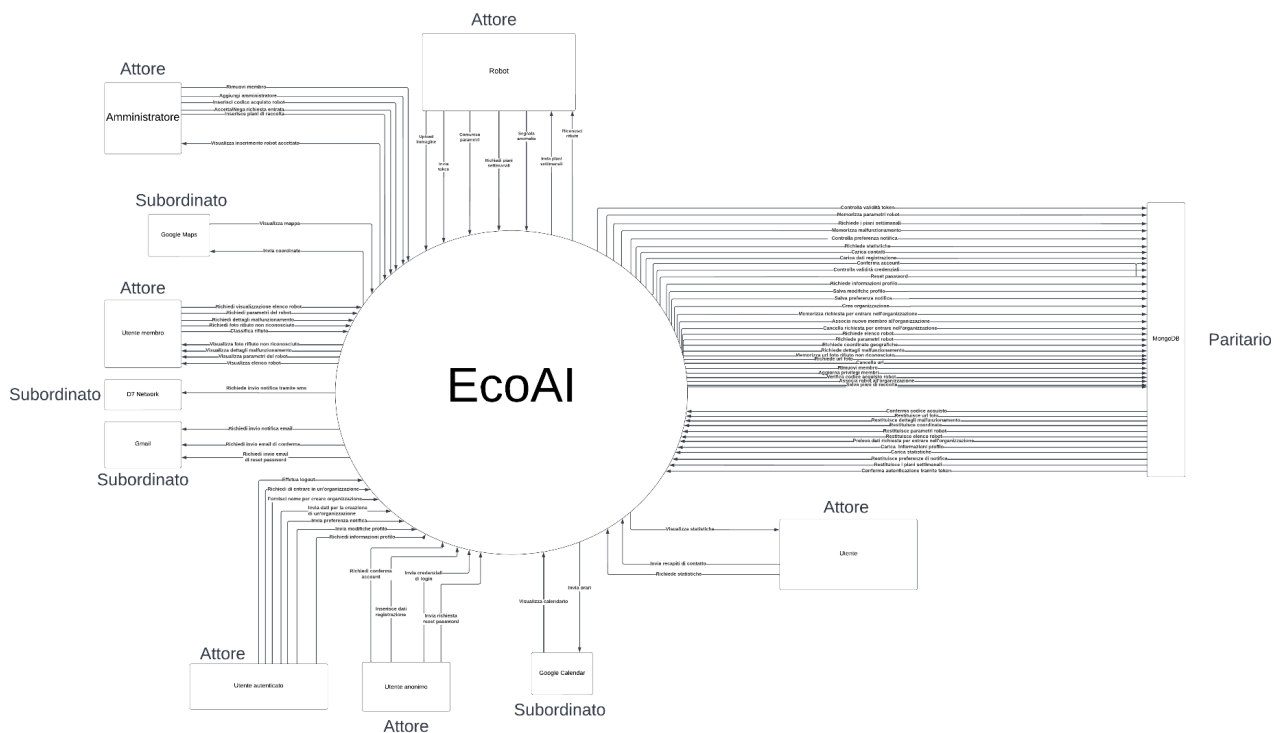 Attore
Robot
Upload
immagine
Invia
token
Comunica
parametri
Richiedi piani
settimanali
Segnala
anomalia
Invia piani
settimanali
Riconosci
rifiuto
Attore
Amministratore
Rimuovi membro
Aggiungi amministratore
Inserisci codice acquisto robot
Accetta/Nega richiesta entrata
Inserisce piani di raccolta
Visualizza inserimento robot accettato
Subordinato
Google Maps
Visualizza mappa
Invia coordinate
Attore
Utente membro
Richiedi visualizzazione elenco robot
Richiedi parametri del robot
Richiedi dettagli malfunzionamento
Richiedi foto rifiuto non riconosciuto
Classifica rifiuto
Visualizza foto rifiuto non riconosciuto
Visualizza dettagli malfunzionamento
Visualizza parametri del robot
Visualizza elenco robot
Subordinato
D7 Network
Richiede invio notifica tramite sms
Gmail
Subordinato
Richiedi invio notifica email
Richiedi invio email di conferma
Richiedi invio email
di reset password
EcoAI
Controlla validità token
Memorizza parametri robot
Richiede i piani settimanali
Memorizza malfunzionamento
Controlla preferenza notifica
Richiede statistiche
Carica contatti
Carica dati registrazione
Conferma account
Controlla validità credenziali
Reset password
Richiede informazioni profilo
Salva modifiche profilo
Salva preferenza notifica
Crea organizzazione
Memorizza richiesta per entrare nell'organizzazione
Associa nuovo membro all'organizzazione
Cancella richiesta per entrare nell'organizzazione
Richiede elenco robot
Richiede parametri robot
Richiede coordinate geografiche
Richiede dettagli malfunzionamento
Memorizza url foto rifiuto non riconosciuto
Richiede url foto
Cancella url
Rimuovi membro
Aggiorna privilegi membro
Verifica codice acquisto robot
Associa robot all'organizzazione
Salva piano di raccolta
MongoDB
Paritario
Conferma codice acquisto
Restituisce url foto
Restituisce dettagli malfunzionamento
Restituisce coordinate
Restituisce parametri robot
Restituisce elenco robot
Preleva dati richiesta per entrare nell'organizzazione
Carica informazioni profilo
Carica statistiche
Restituisce preferenze di notifica
Restituisce i piani settimanali
Conferma autenticazione tramite token
Attore
Utente
Visualizza statistiche
Invia recapiti di contatto
Richiede statistiche
Effettua logout
Richiedi di entrare in un'organizzazione
Fornisci nome per creare organizzazione
Invia dati per la creazione
di un'organizzazione
Invia preferenza notifica
Invia modifiche profilo
Richiedi informazioni profilo
Attore
Utente autenticato
Richiedi conferma
account
Inserisce dati
registrazione
Invia credenziali
di login
Invia richiesta
reset password
Utente anonimo
Attore
Visualizza calendario
Invia orari
Google Calendar
Subordinato